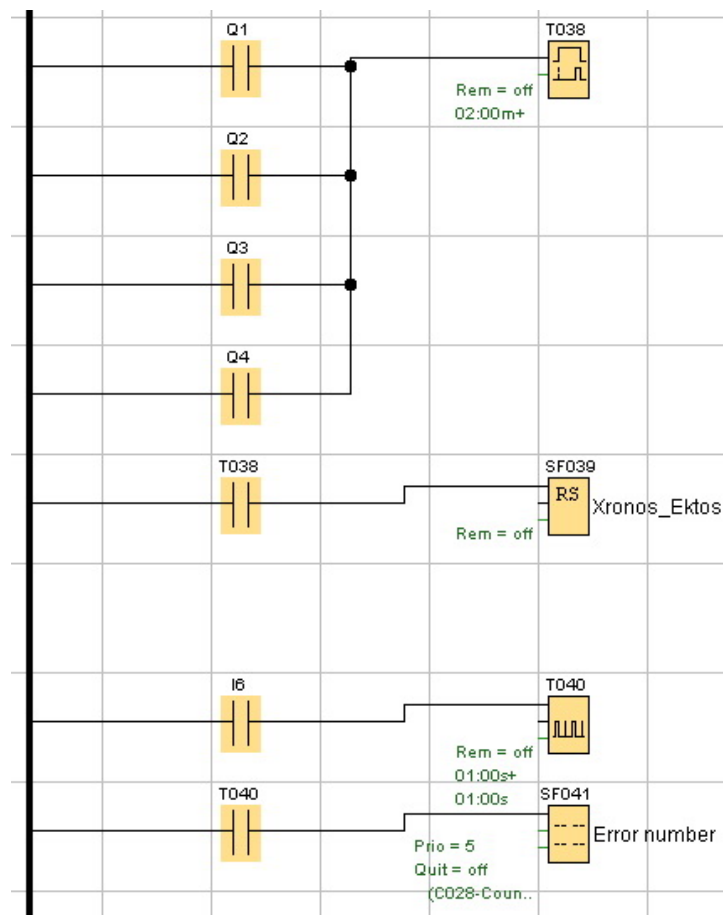 Q1
T038
Rem = off
02:00m+
Q2
Q3
Q4
T038
SF039
RS
Xronos_Ektos
Rem = off
I6
T040
Rem = off
01:00s+
01:00s
T040
SF041
Error number
Prio = 5
Quit = off
(C028-Coun..